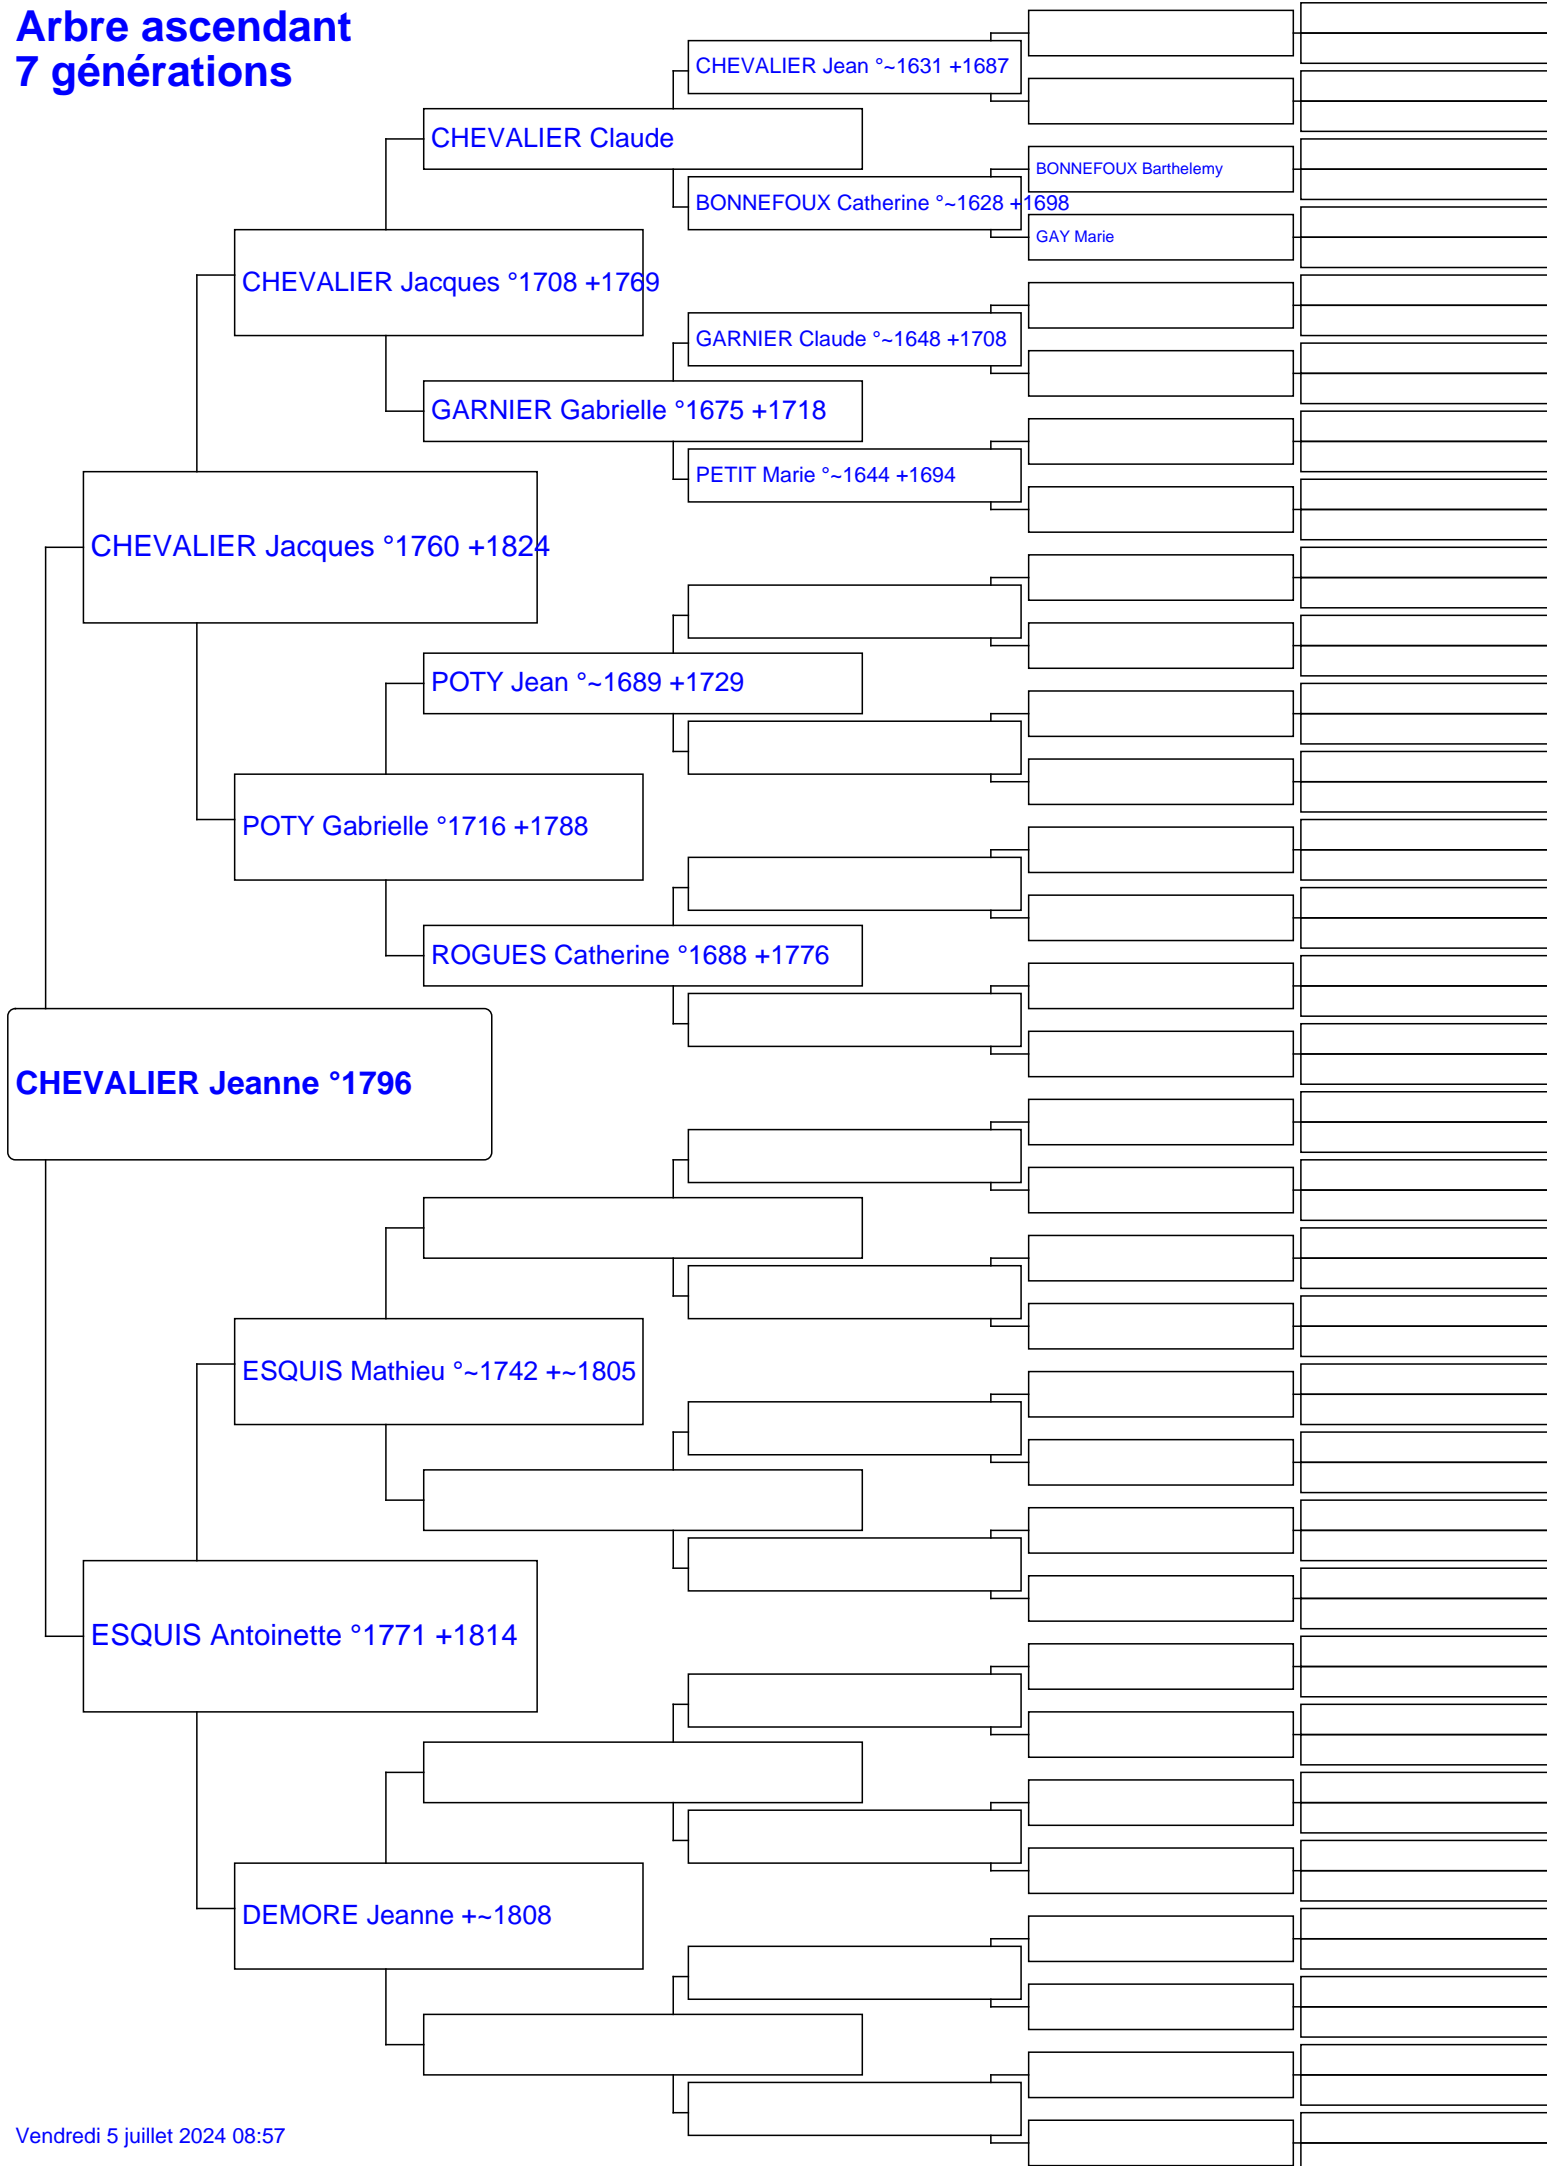 Arbre ascendant
7 générations
CHEVALIER Jean °~1631 +1687
CHEVALIER Claude
BONNEFOUX Barthelemy
BONNEFOUX Catherine °~1628 +1698
GAY Marie
CHEVALIER Jacques °1708 +1769
GARNIER Claude °~1648 +1708
GARNIER Gabrielle °1675 +1718
PETIT Marie °~1644 +1694
CHEVALIER Jacques °1760 +1824
POTY Jean °~1689 +1729
POTY Gabrielle °1716 +1788
ROGUES Catherine °1688 +1776
CHEVALIER Jeanne °1796
ESQUIS Mathieu °~1742 +~1805
ESQUIS Antoinette °1771 +1814
DEMORE Jeanne +~1808
Vendredi 5 juillet 2024 08:57